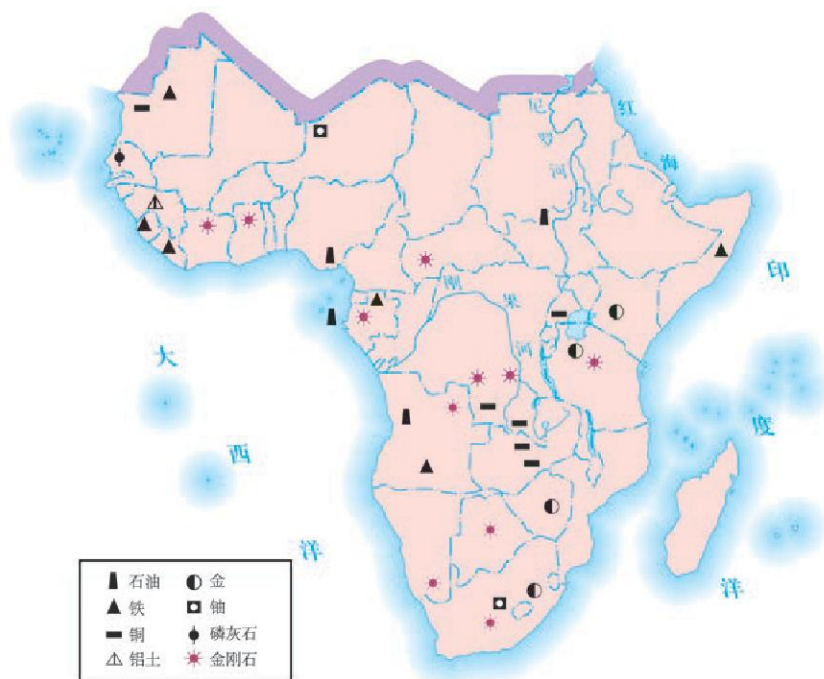 尼
罗
河
红
海
刚
果
河
印
度
洋
大
西
洋
石油 金
铁 铀
铜 磷灰石
铝土 金刚石